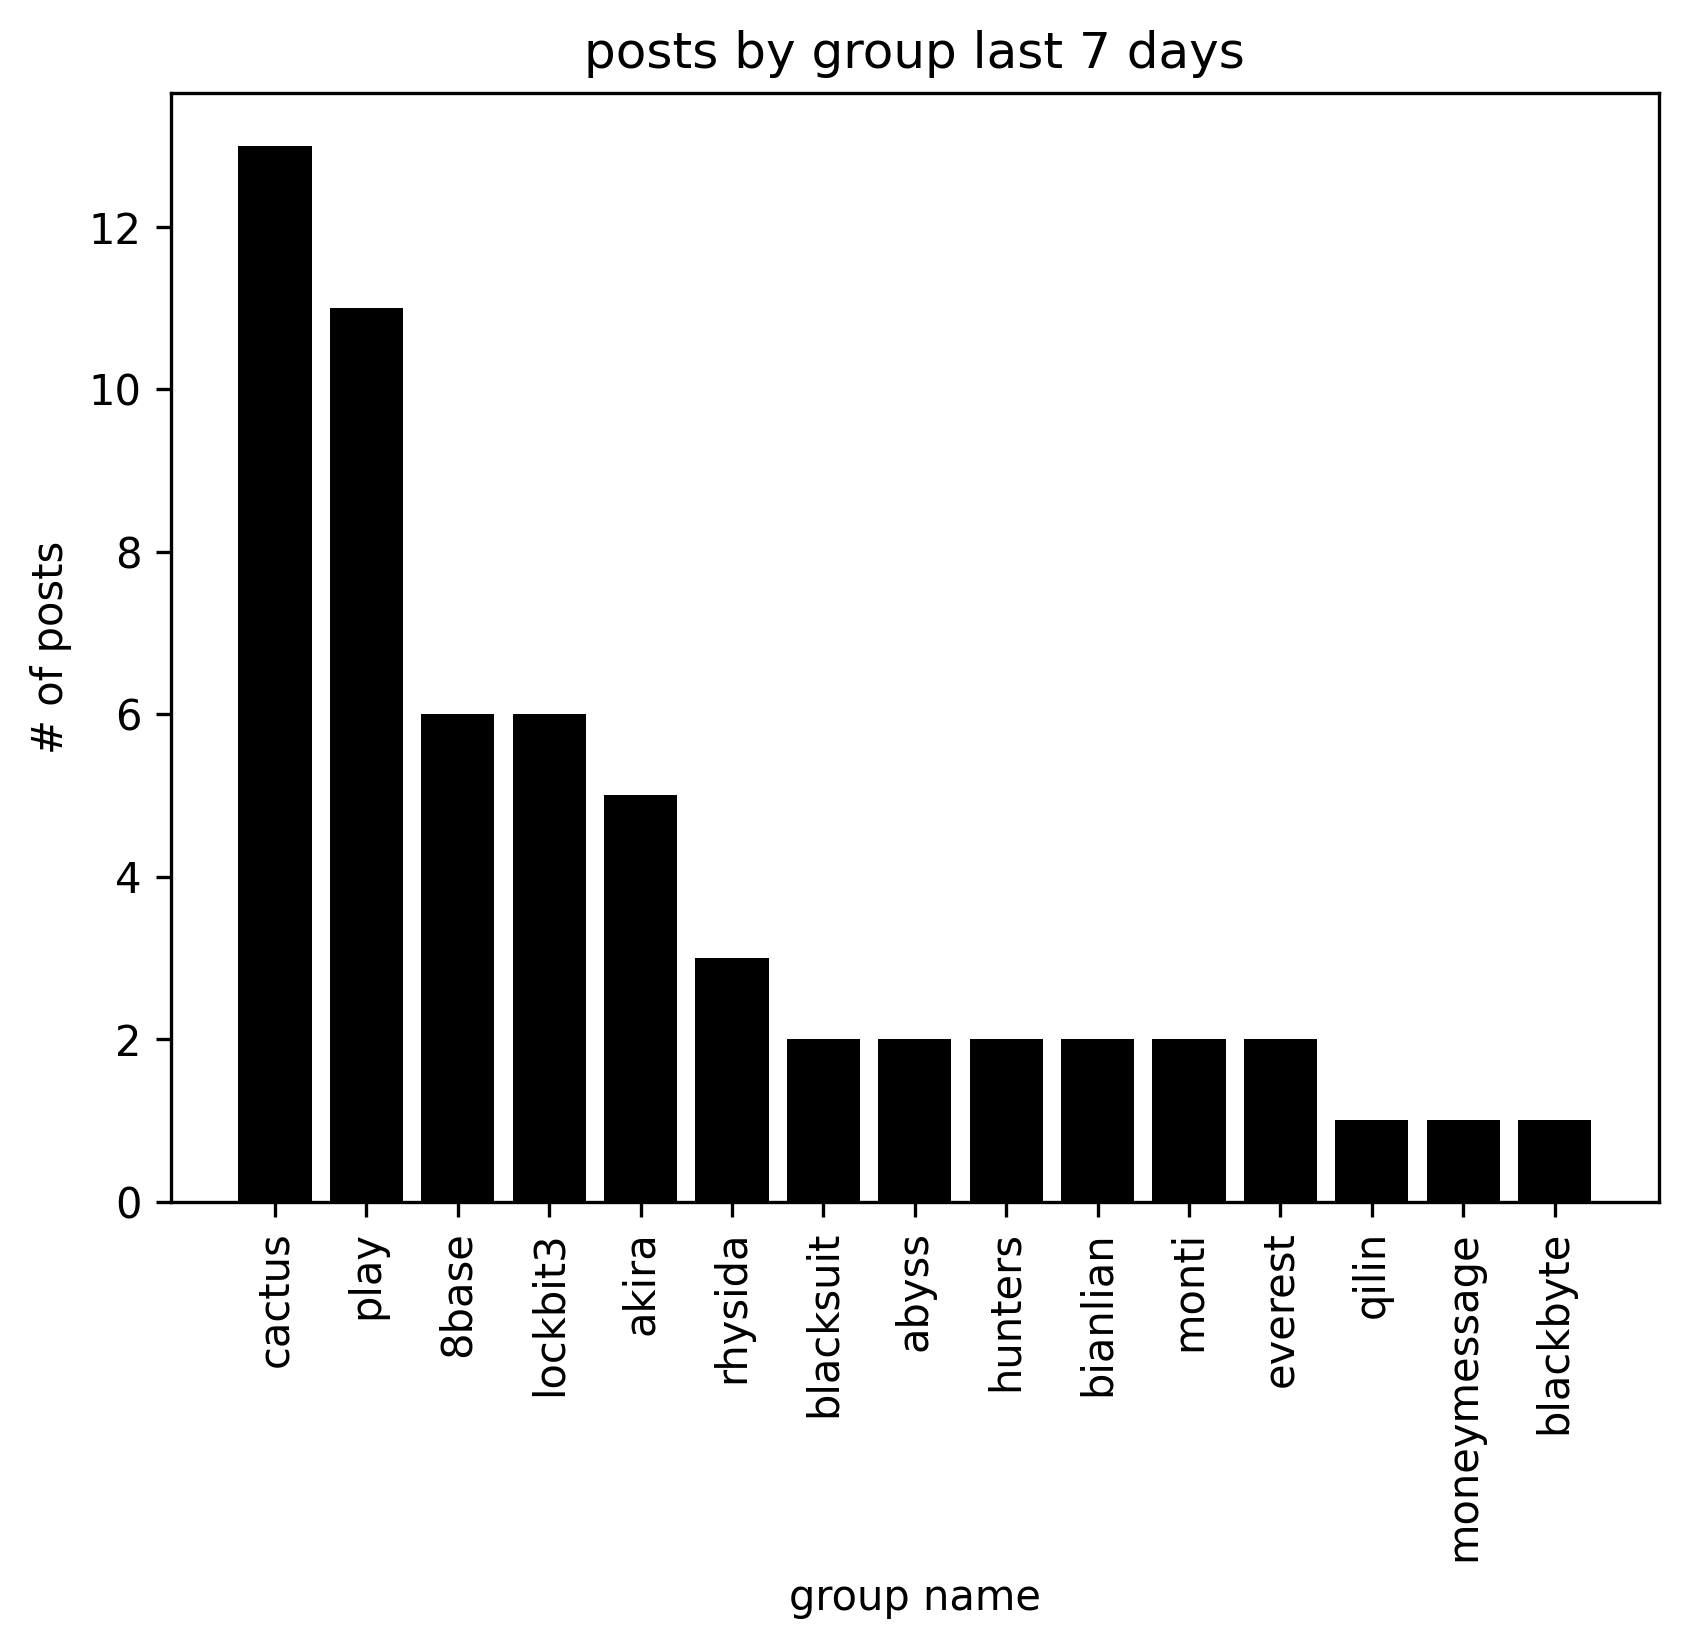 posts by group last 7 days
# of posts
12
10
8
6
4
2
0
cactus
play
8base
lockbit3
akira
rhysida
blacksuit
abyss
hunters
bianlian
monti
everest
qilin
moneymessage
blackbyte
group name